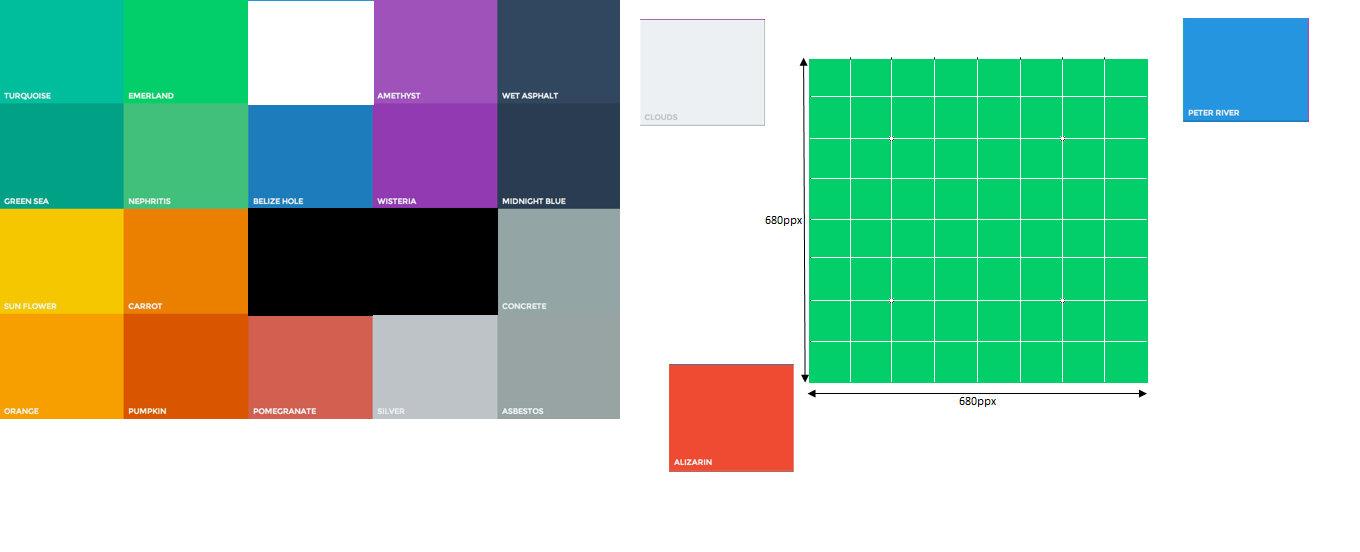 TURQUOISE
EMERLAND
AMETHYST
WET ASPHALT
GREEN SEA
NEPHRITIS
BELIZE HOLE
WISTERIA
MIDNIGHT BLUE
SUN FLOWER
CARROT
CONCRETE
ORANGE
PUMPKIN
POMEGRANATE
SILVER
ASBESTOS
CLOUDS
PETER RIVER
680ppx
680ppx
ALIZARIN